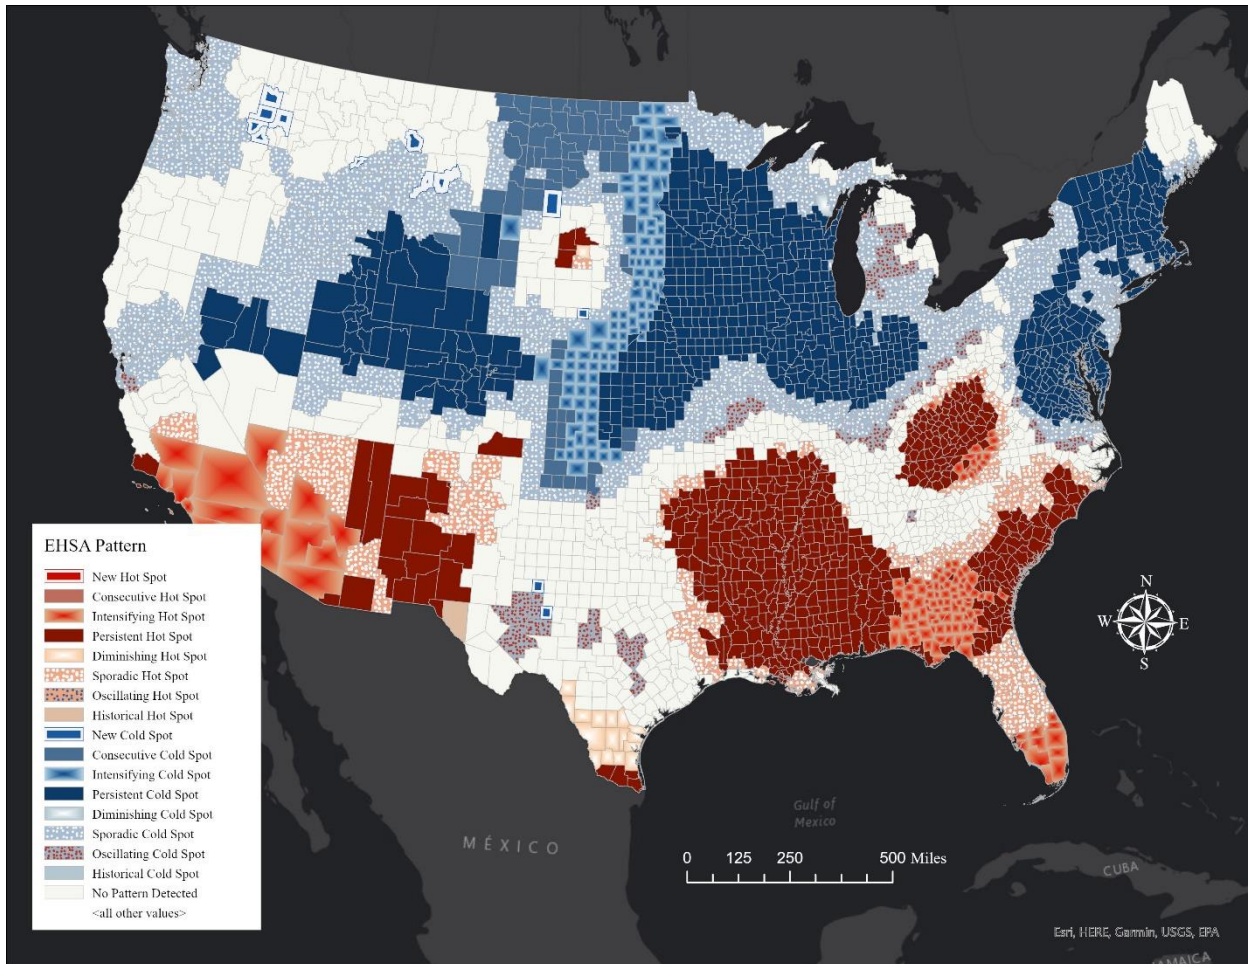 EHSA Pattern
New Hot Spot
Consecutive Hot Spot
Intensifying Hot Spot
Persistent Hot Spot
Diminishing Hot Spot
Sporadic Hot Spot
Oscillating Hot Spot
Historical Hot Spot
New Cold Spot
Consecutive Cold Spot
Intensifying Cold Spot
Persistent Cold Spot
Diminishing Cold Spot
Sporadic Cold Spot
Oscillating Cold Spot
Historical Cold Spot
No Pattern Detected
<all other values>
N
W
E
S
Gulf of
Mexico
MÉXICO
0 125 250 500 Miles
CUBA
Esri, HERE, Garmin, USGS, EPA
JAMAICA